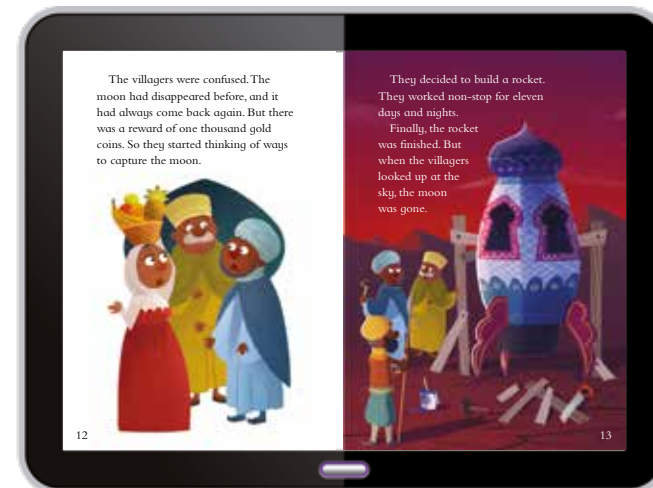 The villagers were confused. The
moon had disappeared before, and it
had always come back again. But there
was a reward of one thousand gold
coins. So they started thinking of ways
to capture the moon.
12
They decided to build a rocket.
They worked non-stop for eleven
days and nights.
Finally, the rocket
was finished. But
when the villagers
looked up at the
sky, the moon
was gone.
13